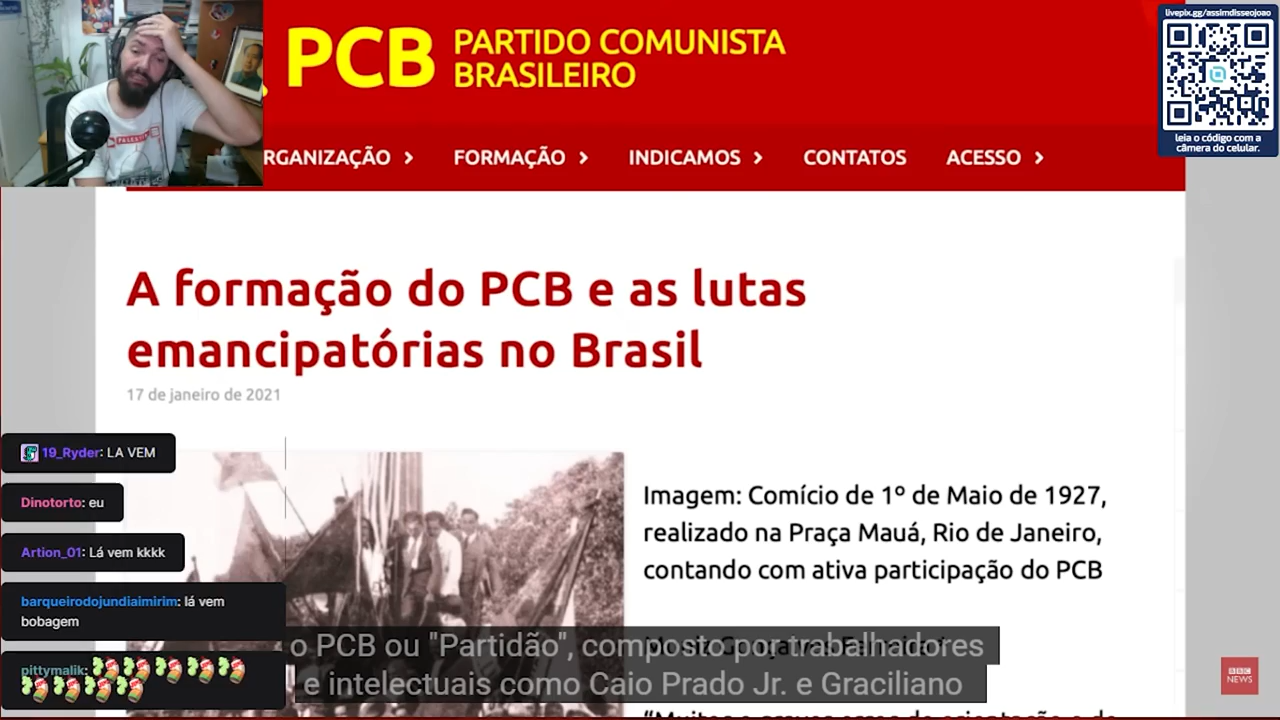 livepix.gg/assimdisseojoao
PCB
PARTIDO COMUNISTA
BRASILEIRO
leia o código com a
câmera do celular.
RGANIZAÇÃO
FORMAÇÃO
INDICAMOS
CONTATOS
ACESSO
A formação do PCB e as lutas
emancipatórias no Brasil
17 de janeiro de 2021
19_Ryder: LA VEM
Dinotorto: eu
Artion_01: Lá vem kkkk
barqueirodojundiaimirim: lá vem
bobagem
pittymalik:
Imagem: Comício de 1º de Maio de 1927,
realizado na Praça Mauá, Rio de Janeiro,
contando com ativa participação do PCB
o PCB ou "Partidão", composto por trabalhadores
e intelectuais como Caio Prado Jr. e Graciliano
BBC
NEWS